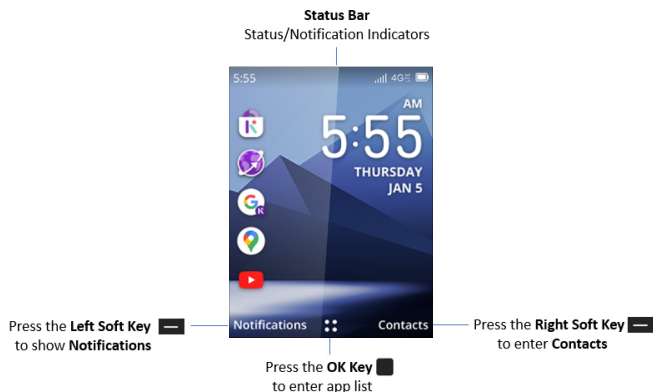 Status Bar
Status/Notification Indicators
5:55
4G
AM
5:55
THURSDAY
JAN 5
Notifications
Contacts
Press the Left Soft Key
to show Notifications
Press the Right Soft Key
to enter Contacts
Press the OK Key
to enter app list